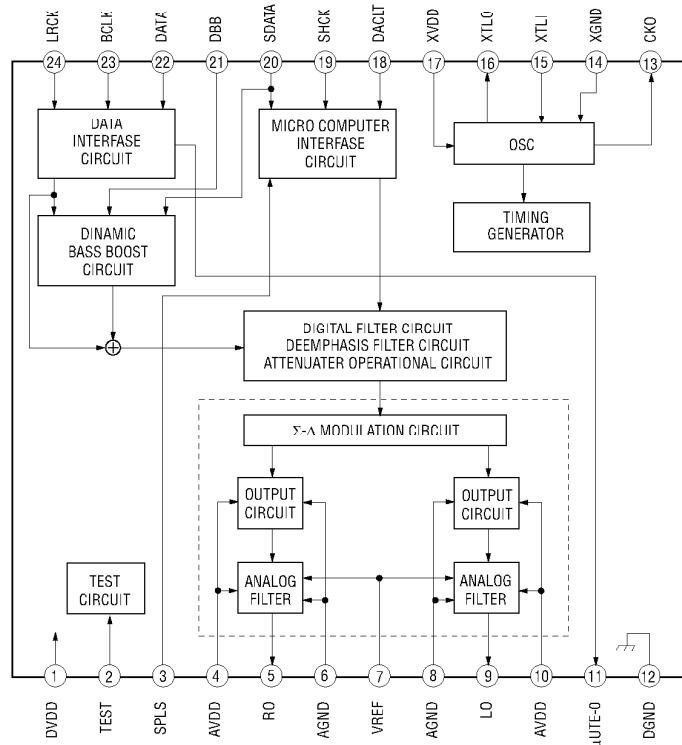 LRCK
BCLK
DATA
DBB
SDATA
SHCK
DACLT
XVDD
XTLO
XTLI
XGND
CKO
24
23
22
21
20
19
18
17
16
15
14
13
DATA
INTERFASE
CIRCUIT
MICRO COMPUTER
INTERFASE
CIRCUIT
OSC
DINAMIC
BASS BOOST
CIRCUIT
TIMING
GENERATOR
DIGITAL FILTER CIRCUIT
DEEMPHASIS FILTER CIRCUIT
ATTENUATER OPERATIONAL CIRCUIT
Σ-Δ MODULATION CIRCUIT
OUTPUT
CIRCUIT
OUTPUT
CIRCUIT
TEST
CIRCUIT
ANALOG
FILTER
ANALOG
FILTER
1
2
3
4
5
6
7
8
9
10
11
12
DVDD
TEST
SPLS
AVDD
RO
AGND
VREF
AGND
LO
AVDD
DGND